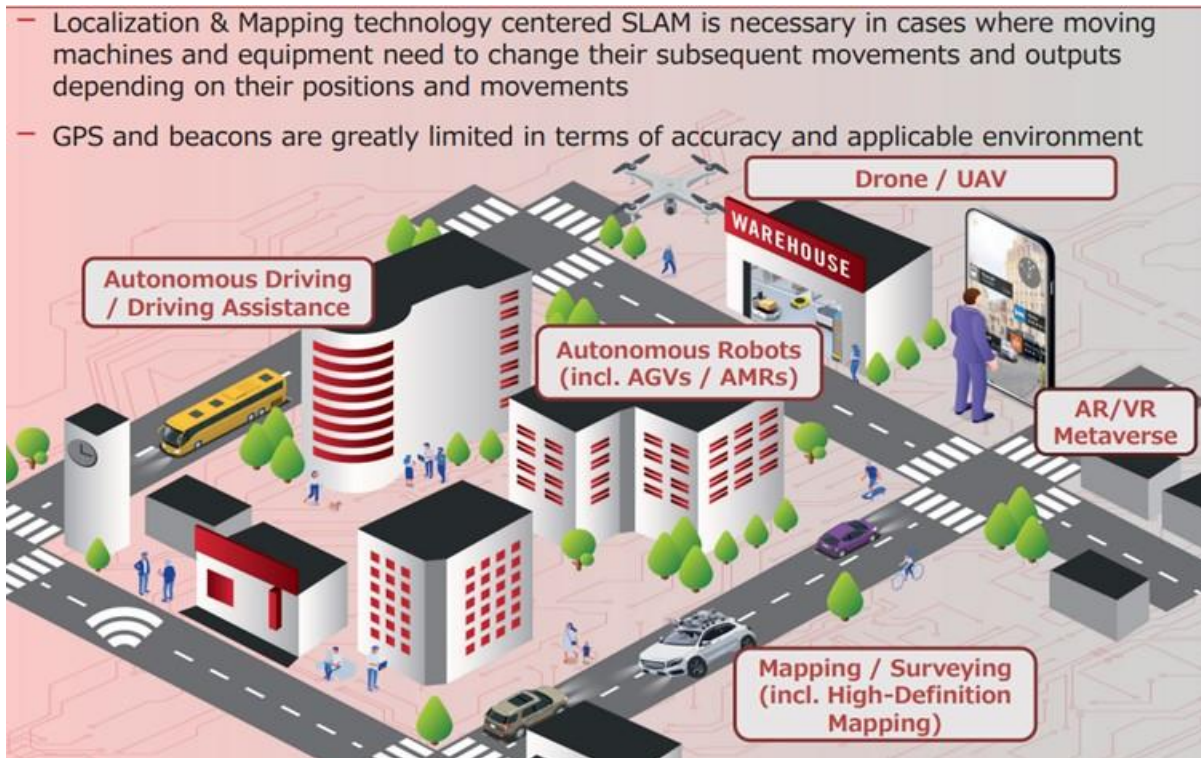 – Localization & Mapping technology centered SLAM is necessary in cases where moving
machines and equipment need to change their subsequent movements and outputs
depending on their positions and movements
– GPS and beacons are greatly limited in terms of accuracy and applicable environment
Drone / UAV
WAREHOUSE
Autonomous Driving
/ Driving Assistance
Autonomous Robots
(incl. AGVs / AMRs)
AR/VR
Metaverse
Mapping / Surveying
(incl. High-Definition
Mapping)